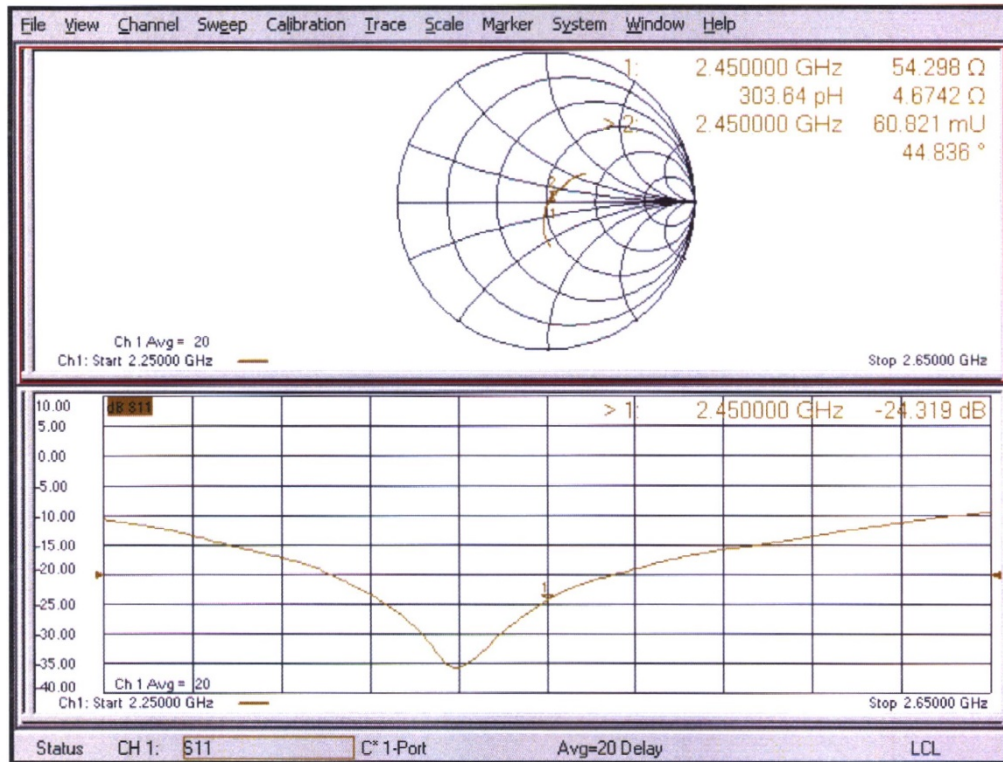 File View Channel Sweep Calibration Trace Scale Marker System Window Help
1: 2.450000 GHz 54.298 Ω
303.64 pH 4.6742 Ω
> 2: 2.450000 GHz 60.821 mU
44.836 °
2
1
Ch 1 Avg = 20
Ch1: Start 2.25000 GHz Stop 2.65000 GHz
10.00 dB S11 > 1: 2.450000 GHz -24.319 dB
5.00
0.00
-5.00
-10.00
-15.00
-20.00
1
-25.00
-30.00
-35.00
-40.00
Ch 1 Avg = 20
Ch1: Start 2.25000 GHz Stop 2.65000 GHz
Status CH 1: S11 C* 1-Port Avg=20 Delay LCL